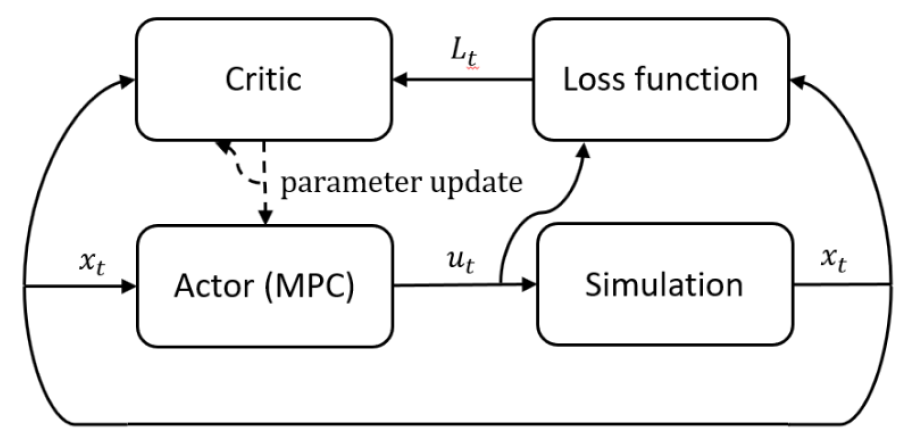 Critic
L_t
Loss function
parameter update
x_t
Actor (MPC)
u_t
Simulation
x_t